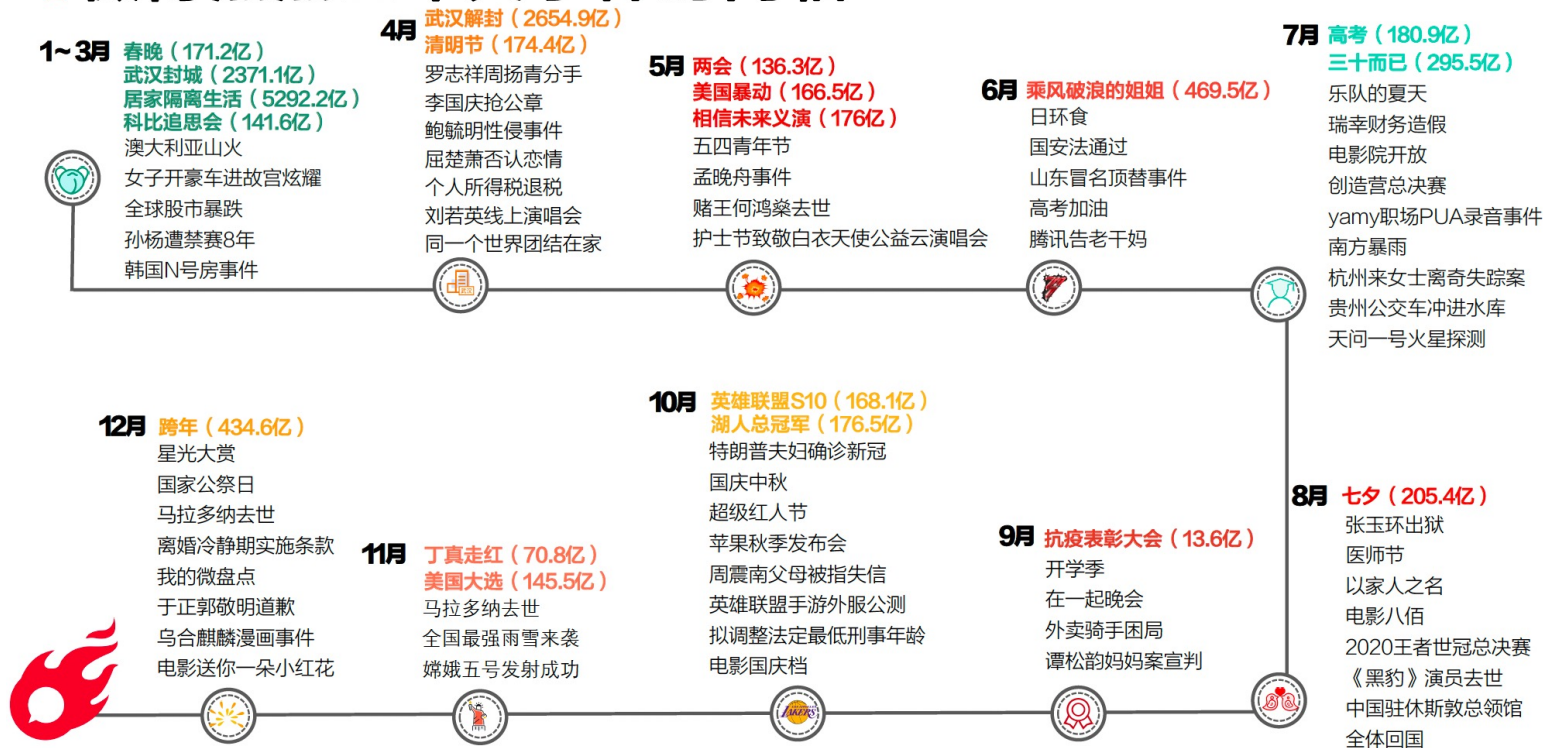 1~3月
春晚（171.2亿）
武汉封城（2371.1亿）
居家隔离生活（5292.2亿）
科比追思会（141.6亿）
澳大利亚山火
女子开豪车进故宫炫耀
全球股市暴跌
孙杨遭禁赛8年
韩国N号房事件
4月
武汉解封（2654.9亿）
清明节（174.4亿）
罗志祥周扬青分手
李国庆抢公章
鲍毓明性侵事件
屈楚萧否认恋情
个人所得税退税
刘若英线上演唱会
同一个世界团结在家
5月
两会（136.3亿）
美国暴动（166.5亿）
相信未来义演（176亿）
五四青年节
孟晚舟事件
赌王何鸿燊去世
护士节致敬白衣天使公益云演唱会
6月
乘风破浪的姐姐（469.5亿）
日环食
国安法通过
山东冒名顶替事件
高考加油
腾讯告老干妈
7月
高考（180.9亿）
三十而已（295.5亿）
乐队的夏天
瑞幸财务造假
电影院开放
创造营总决赛
yamy职场PUA录音事件
南方暴雨
杭州来女士离奇失踪案
贵州公交车冲进水库
天问一号火星探测
8月
七夕（205.4亿）
张玉环出狱
医师节
以家人之名
电影八佰
2020王者世冠总决赛
《黑豹》演员去世
中国驻休斯敦总领馆
全体回国
9月
抗疫表彰大会（13.6亿）
开学季
在一起晚会
外卖骑手困局
谭松韵妈妈案宣判
10月
英雄联盟S10（168.1亿）
湖人总冠军（176.5亿）
特朗普夫妇确诊新冠
国庆中秋
超级红人节
苹果秋季发布会
周震南父母被指失信
英雄联盟手游外服公测
拟调整法定最低刑事年龄
电影国庆档
LAKERS
11月
丁真走红（70.8亿）
美国大选（145.5亿）
马拉多纳去世
全国最强雨雪来袭
嫦娥五号发射成功
12月
跨年（434.6亿）
星光大赏
国家公祭日
马拉多纳去世
离婚冷静期实施条款
我的微盘点
于正郭敬明道歉
乌合麒麟漫画事件
电影送你一朵小红花